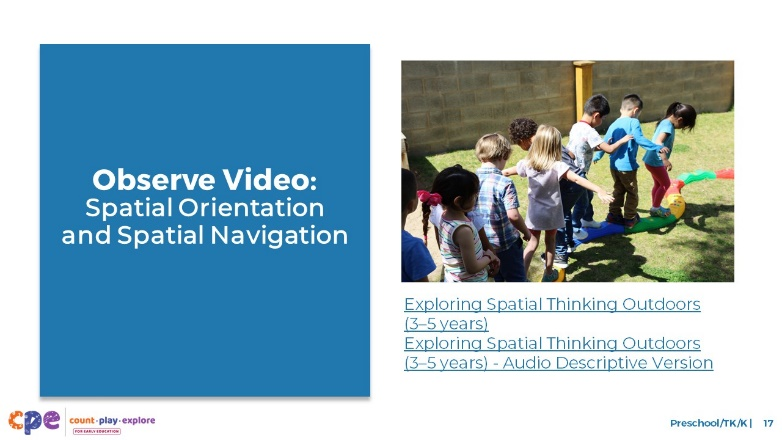 Observe Video:
Spatial Orientation
and Spatial Navigation
Exploring Spatial Thinking Outdoors
(3–5 years)
Exploring Spatial Thinking Outdoors
(3–5 years) - Audio Descriptive Version
cpe
count·play·explore
FOR EARLY EDUCATION
Preschool/TK/K | 17